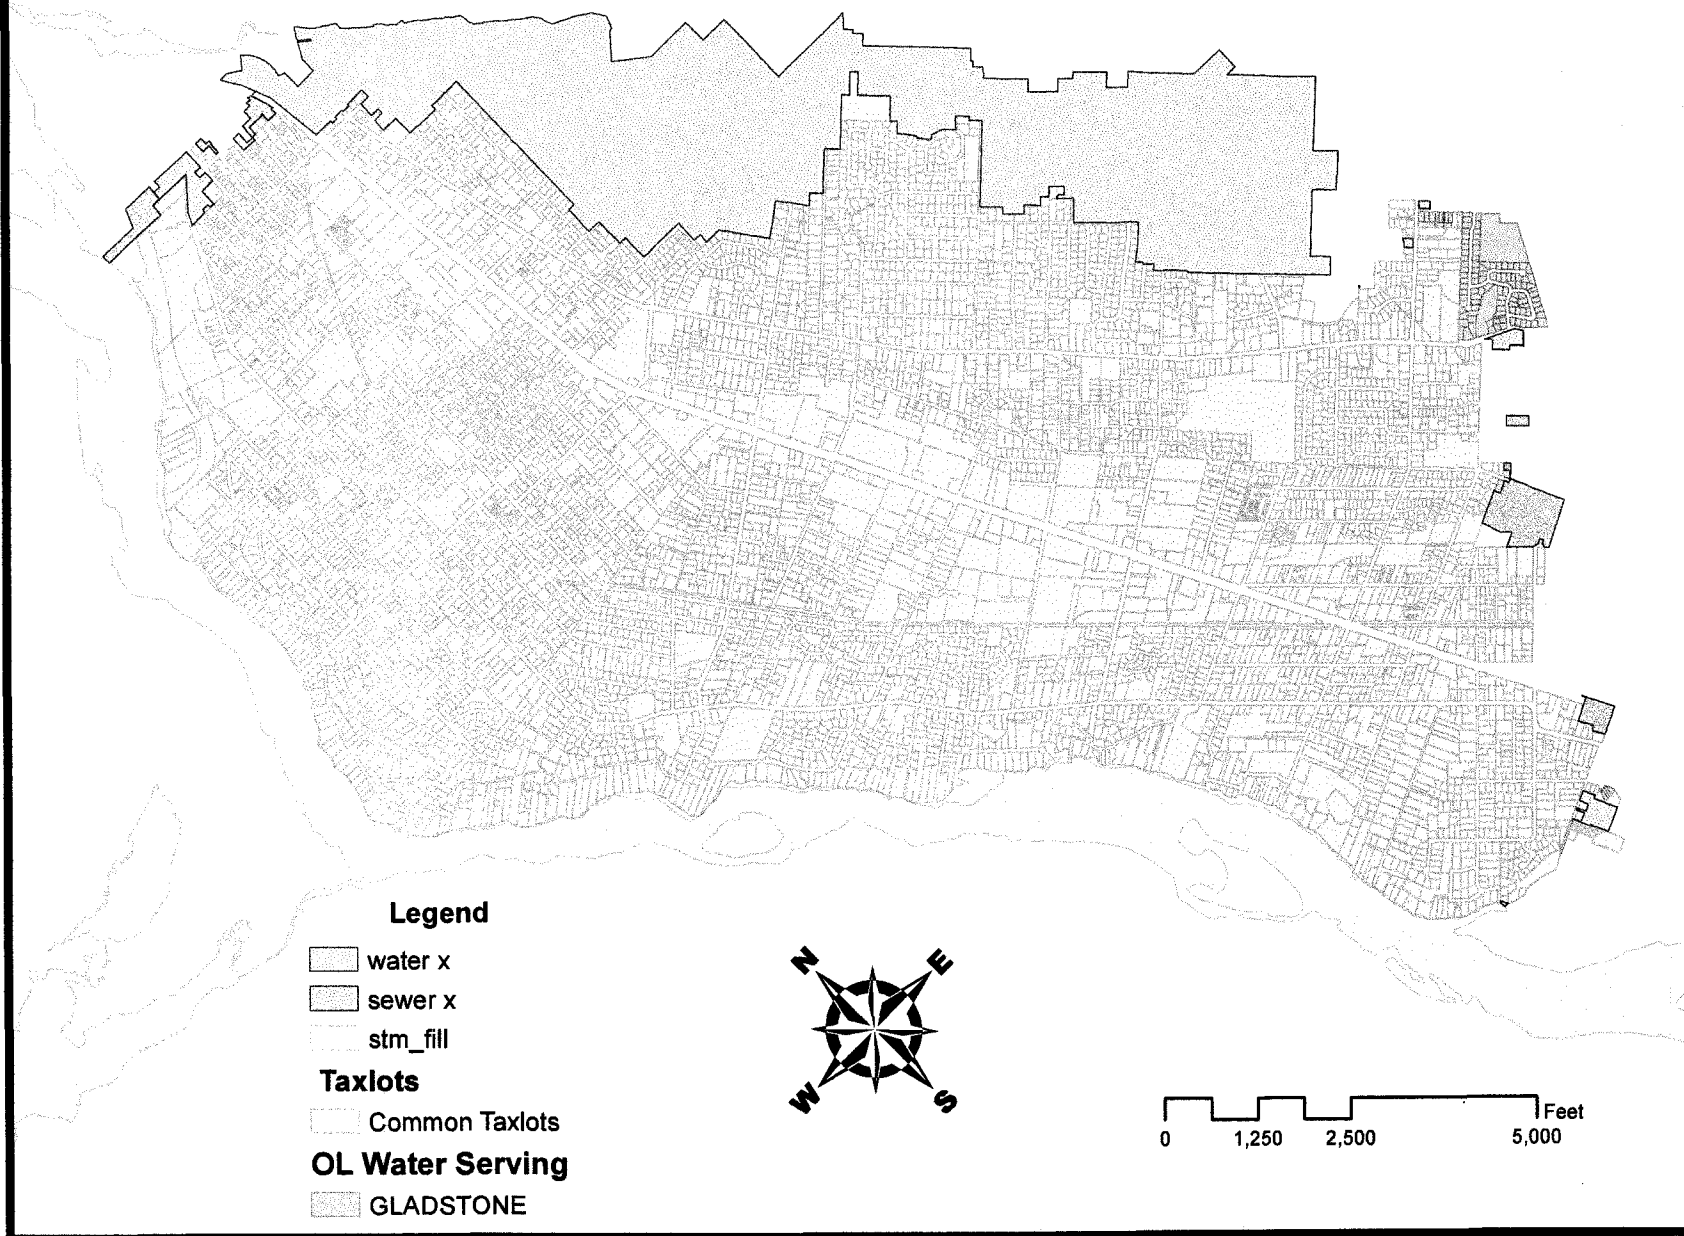 Legend
water x
sewer x
stm_fill
Taxlots
Common Taxlots
OL Water Serving
GLADSTONE
N
E
W
S
Feet
0 1,250 2,500 5,000